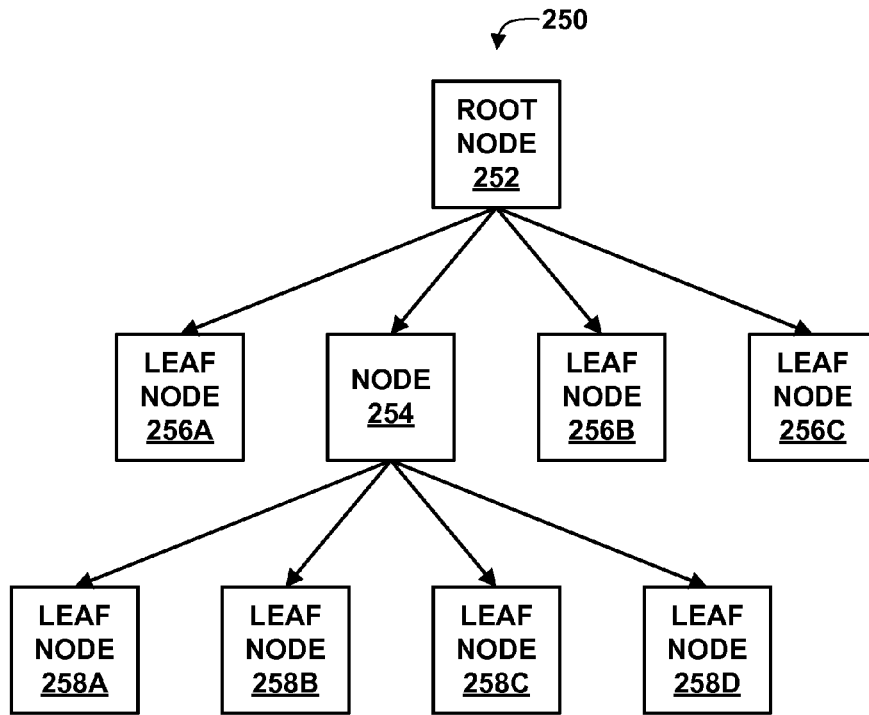 250
ROOT
NODE
252
LEAF
NODE
256A
NODE
254
LEAF
NODE
256B
LEAF
NODE
256C
LEAF
NODE
258A
LEAF
NODE
258B
LEAF
NODE
258C
LEAF
NODE
258D